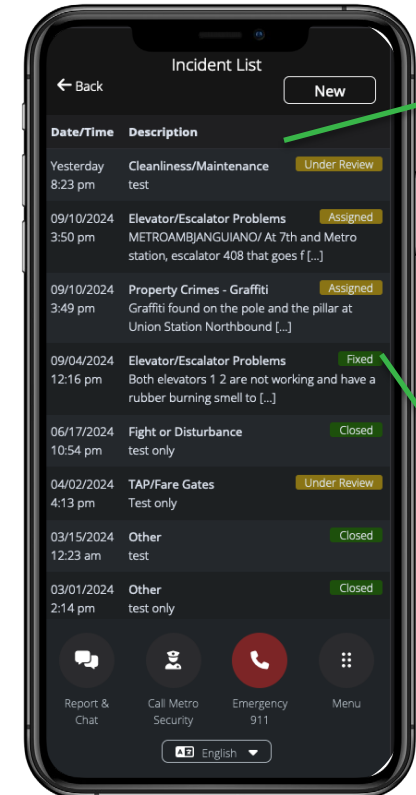 Incident List
Back
New
Date/Time Description
Yesterday Cleanliness/Maintenance Under Review
8:23 pm test
09/10/2024 Elevator/Escalator Problems Assigned
3:50 pm METROAMBJANGUIANO/ At 7th and Metro
station, escalator 408 that goes f [...]
09/10/2024 Property Crimes - Graffiti Assigned
3:49 pm Graffiti found on the pole and the pillar at
Union Station Northbound [...]
09/04/2024 Elevator/Escalator Problems Fixed
12:16 pm Both elevators 1 2 are not working and have a
rubber burning smell to [...]
06/17/2024 Fight or Disturbance Closed
10:54 pm test only
04/02/2024 TAP/Fare Gates Under Review
4:13 pm Test only
03/15/2024 Other Closed
12:23 am test
03/01/2024 Other Closed
2:14 pm test only
Report & Call Metro Emergency Menu
Chat Security 911
English